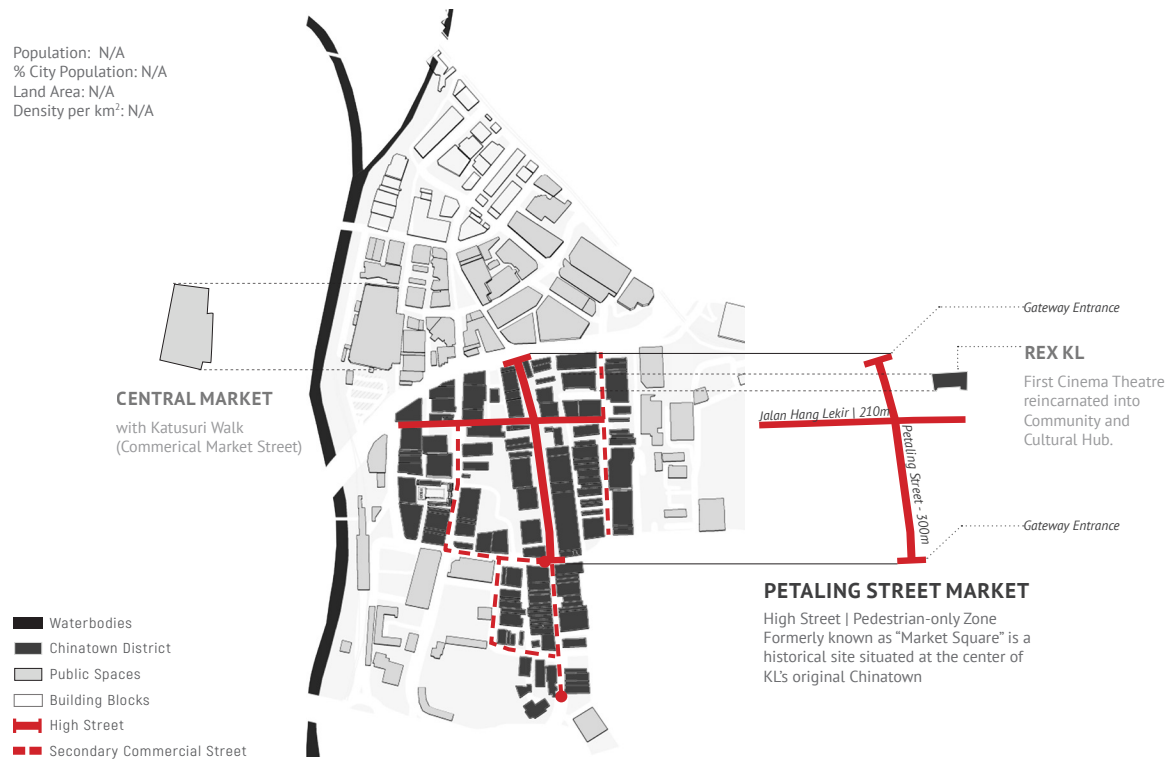 Population: N/A
% City Population: N/A
Land Area: N/A
Density per km²: N/A
Gateway Entrance
REX KL
First Cinema Theatre
reincarnated into
Community and
Cultural Hub.
CENTRAL MARKET
with Katusuri Walk
(Commerical Market Street)
Jalan Hang Lekir | 210m
Petaling Street - 300m
Gateway Entrance
PETALING STREET MARKET
High Street | Pedestrian-only Zone
Formerly known as “Market Square” is a
historical site situated at the center of
KL’s original Chinatown
Waterbodies
Chinatown District
Public Spaces
Building Blocks
High Street
Secondary Commercial Street